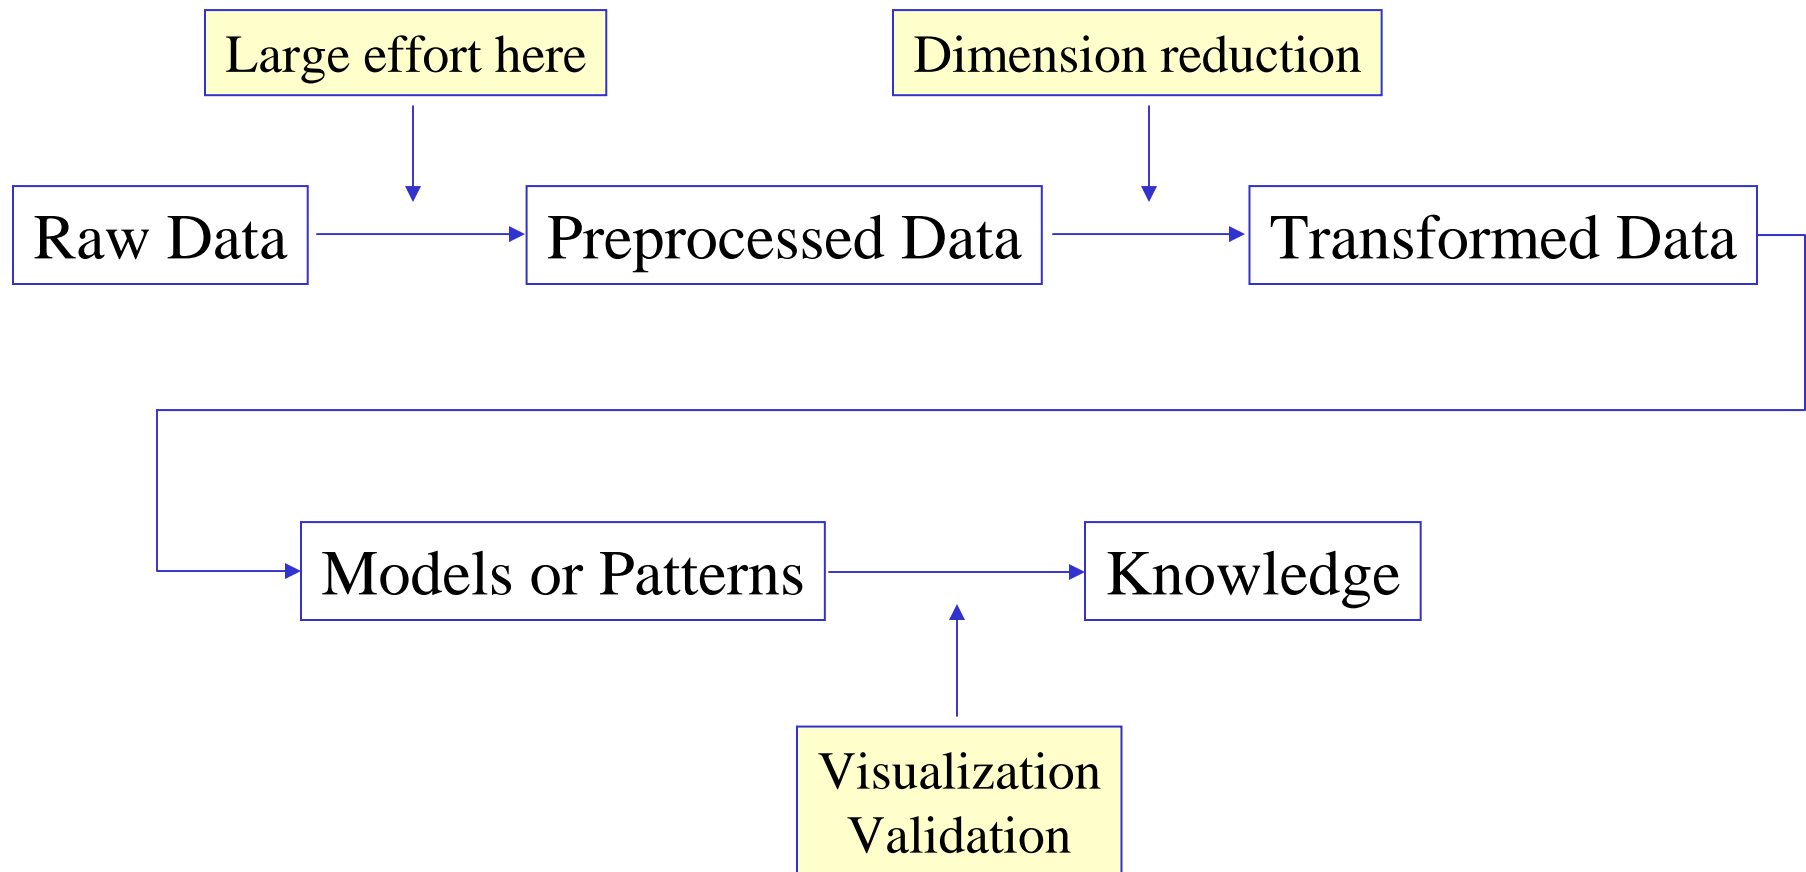 Large effort here
Dimension reduction
Raw Data
Preprocessed Data
Transformed Data
Models or Patterns
Knowledge
Visualization
Validation